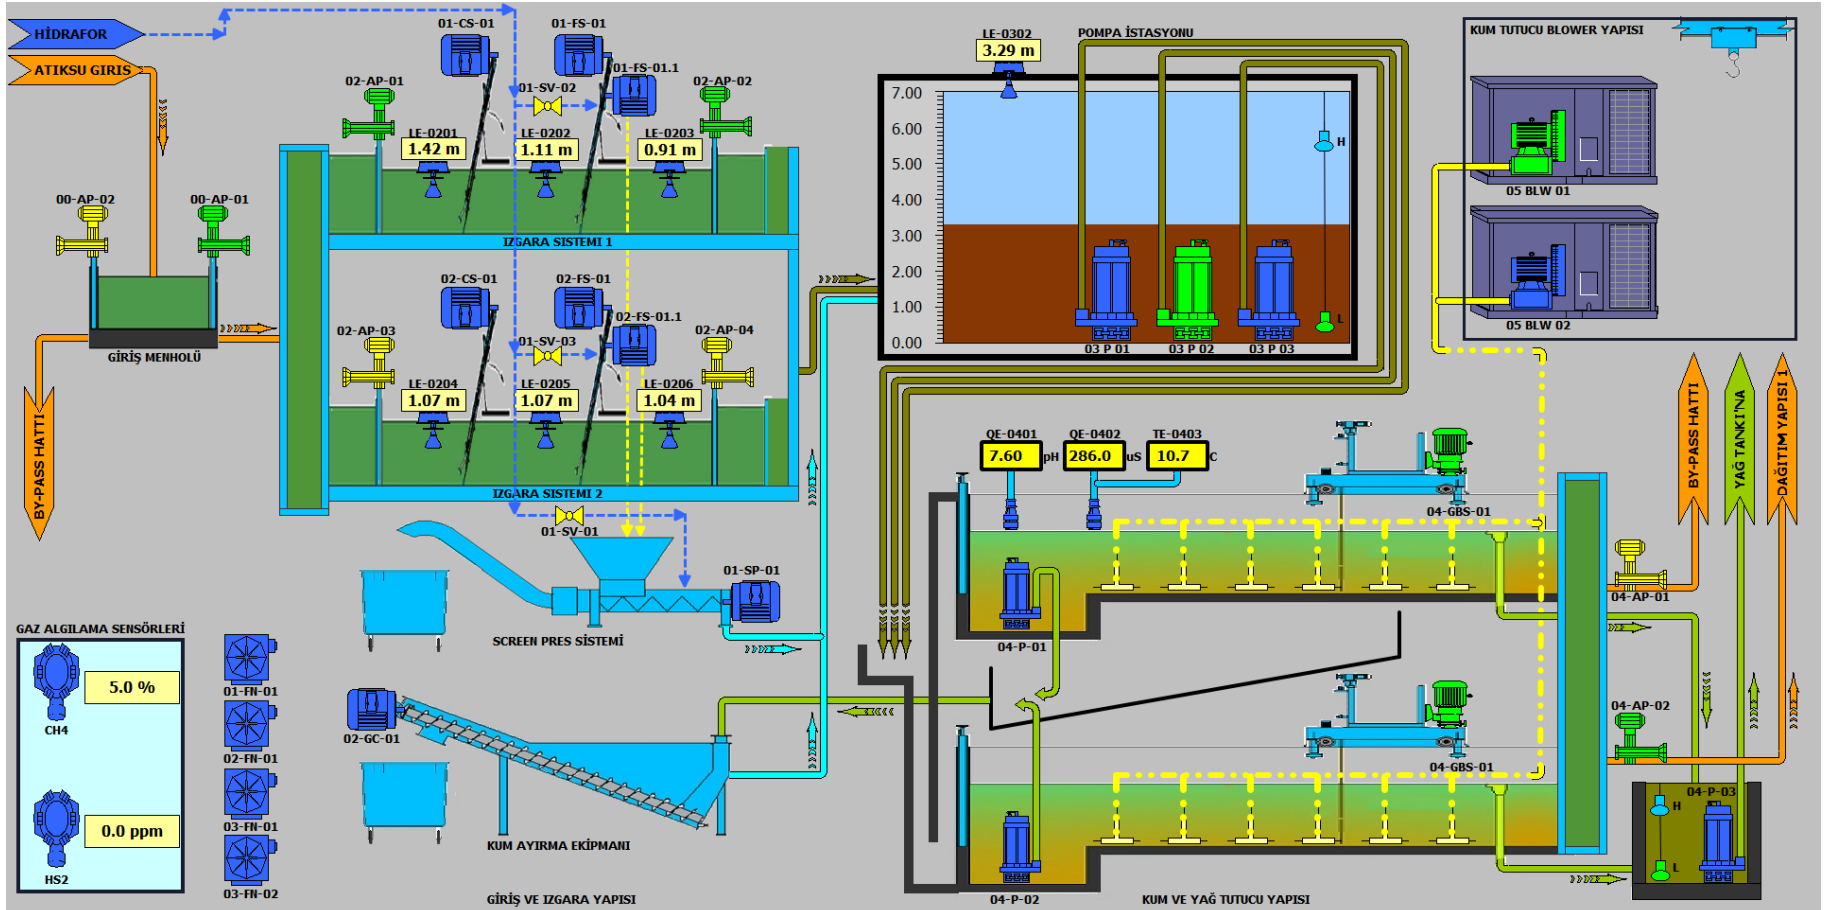 HİDRAFOR
ATIKSU GIRIS
01-CS-01
01-FS-01
01-FS-01.1
02-AP-01
01-SV-02
02-AP-02
LE-0201
1.42 m
LE-0202
1.11 m
LE-0203
0.91 m
00-AP-02
00-AP-01
IZGARA SISTEMI 1
GİRİŞ MENHOLÜ
BY-PASS HATTI
02-CS-01
02-FS-01
02-FS-01.1
02-AP-03
01-SV-03
02-AP-04
LE-0204
1.07 m
LE-0205
1.07 m
LE-0206
1.04 m
IZGARA SISTEMI 2
01-SV-01
01-SP-01
SCREEN PRES SİSTEMİ
GAZ ALGILAMA SENSÖRLERİ
5.0 %
CH4
0.0 ppm
HS2
01-FN-01
02-FN-01
03-FN-01
03-FN-02
02-GC-01
KUM AYIRMA EKİPMANI
GİRİŞ VE IZGARA YAPISI
LE-0302
3.29 m
POMPA İSTASYONU
7.00
6.00
5.00
4.00
3.00
2.00
1.00
0.00
H
L
03 P 01
03 P 02
03 P 03
KUM TUTUCU BLOWER YAPISI
05 BLW 01
05 BLW 02
QE-0401
7.60 pH
QE-0402
286.0 uS
TE-0403
10.7 C
04-GBS-01
04-P-01
04-AP-01
BY-PASS HATTI
YAĞ TANKI'NA
DAĞITIM YAPISI 1
04-GBS-01
04-AP-02
04-P-02
04-P-03
H
L
KUM VE YAĞ TUTUCU YAPISI